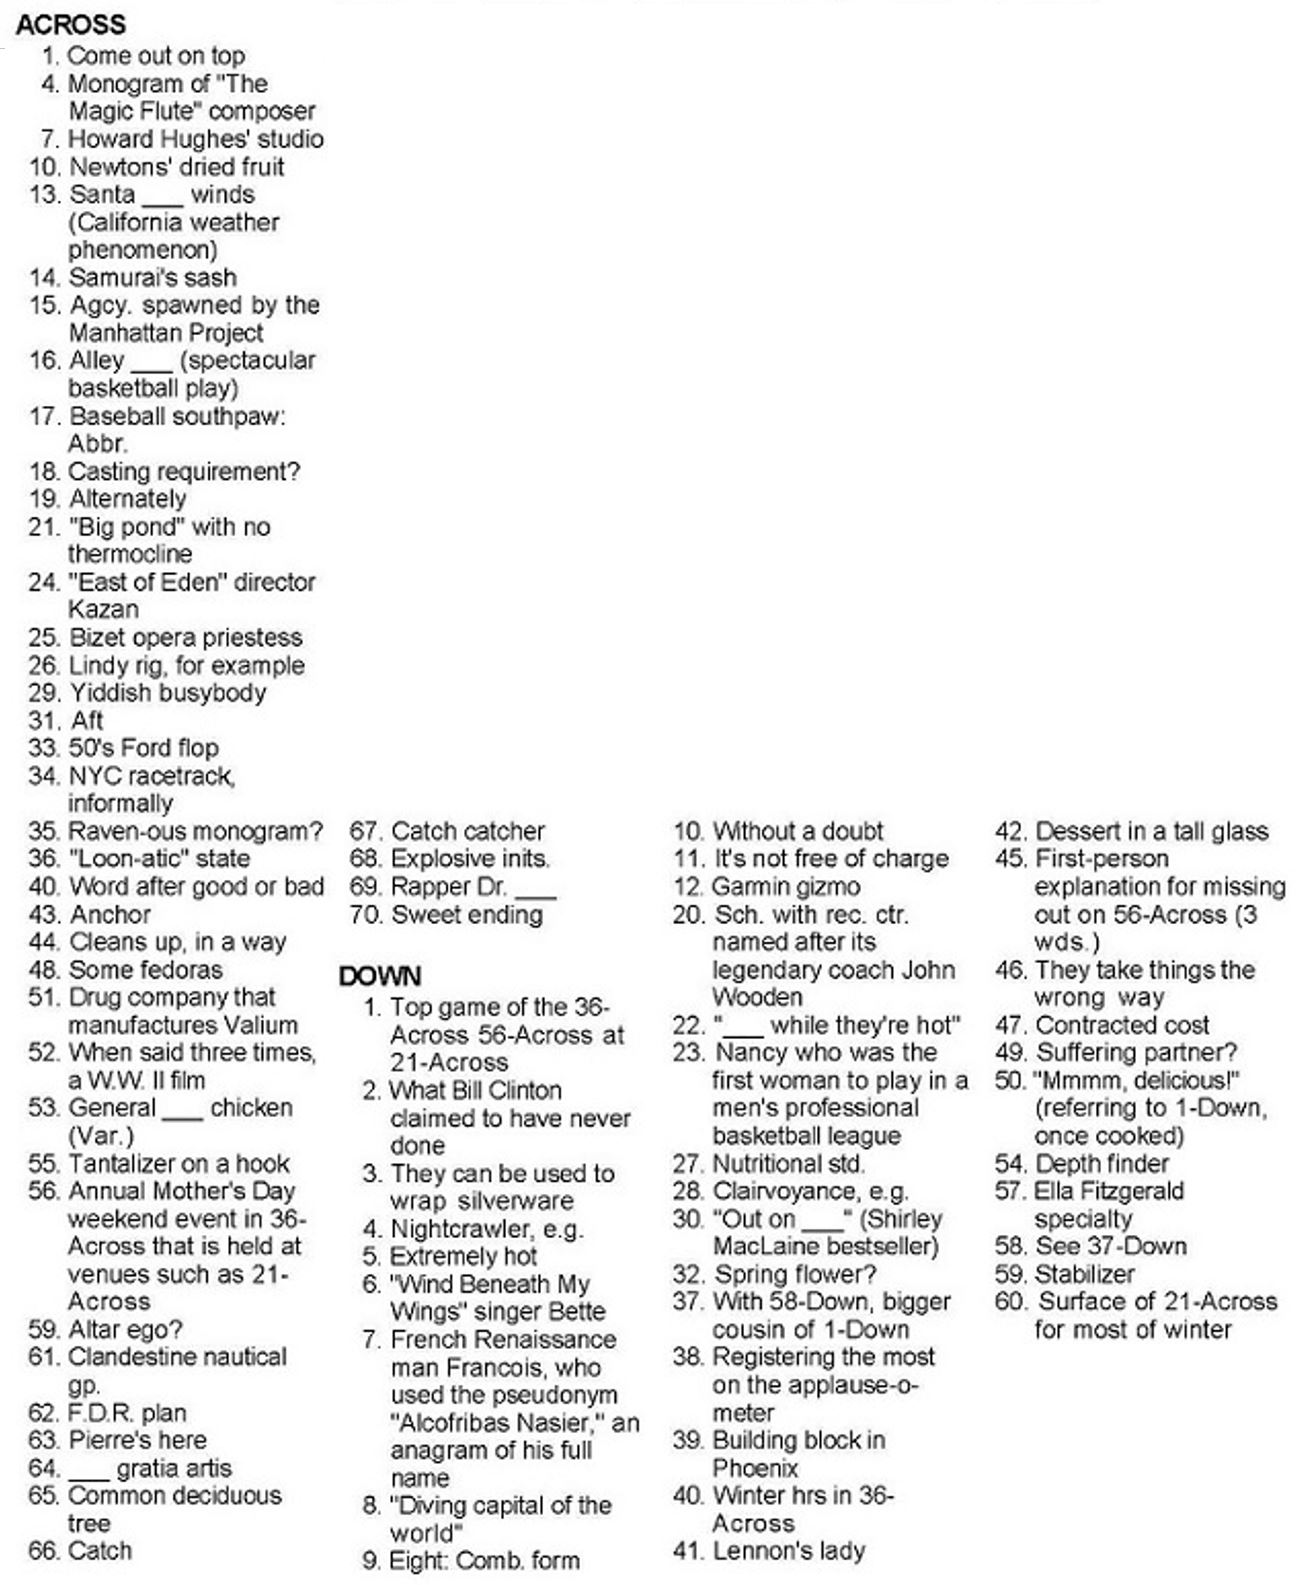 ACROSS
1. Come out on top
4. Monogram of "The
Magic Flute" composer
7. Howard Hughes' studio
10. Newtons' dried fruit
13. Santa ___ winds
(California weather
phenomenon)
14. Samurai's sash
15. Agcy. spawned by the
Manhattan Project
16. Alley ___ (spectacular
basketball play)
17. Baseball southpaw:
Abbr.
18. Casting requirement?
19. Alternately
21. "Big pond" with no
thermocline
24. "East of Eden" director
Kazan
25. Bizet opera priestess
26. Lindy rig, for example
29. Yiddish busybody
31. Aft
33. 50's Ford flop
34. NYC racetrack,
informally
35. Raven-ous monogram?
36. "Loon-atic" state
40. Word after good or bad
43. Anchor
44. Cleans up, in a way
48. Some fedoras
51. Drug company that
manufactures Valium
52. When said three times,
a W.W. II film
53. General ___ chicken
(Var.)
55. Tantalizer on a hook
56. Annual Mother's Day
weekend event in 36-
Across that is held at
venues such as 21-
Across
59. Altar ego?
61. Clandestine nautical
gp.
62. F.D.R. plan
63. Pierre's here
64. ___ gratia artis
65. Common deciduous
tree
66. Catch
67. Catch catcher
68. Explosive inits.
69. Rapper Dr. ___
70. Sweet ending
DOWN
1. Top game of the 36-
Across 56-Across at
21-Across
2. What Bill Clinton
claimed to have never
done
3. They can be used to
wrap silverware
4. Nightcrawler, e.g.
5. Extremely hot
6. "Wind Beneath My
Wings" singer Bette
7. French Renaissance
man Francois, who
used the pseudonym
"Alcofribas Nasier," an
anagram of his full
name
8. "Diving capital of the
world"
9. Eight: Comb. form
10. Without a doubt
11. It's not free of charge
12. Garmin gizmo
20. Sch. with rec. ctr.
named after its
legendary coach John
Wooden
22. "___ while they're hot"
23. Nancy who was the
first woman to play in a
men's professional
basketball league
27. Nutritional std.
28. Clairvoyance, e.g.
30. "Out on ___" (Shirley
MacLaine bestseller)
32. Spring flower?
37. With 58-Down, bigger
cousin of 1-Down
38. Registering the most
on the applause-o-
meter
39. Building block in
Phoenix
40. Winter hrs in 36-
Across
41. Lennon's lady
42. Dessert in a tall glass
45. First-person
explanation for missing
out on 56-Across (3
wds.)
46. They take things the
wrong way
47. Contracted cost
49. Suffering partner?
50. "Mmmm, delicious!"
(referring to 1-Down,
once cooked)
54. Depth finder
57. Ella Fitzgerald
specialty
58. See 37-Down
59. Stabilizer
60. Surface of 21-Across
for most of winter